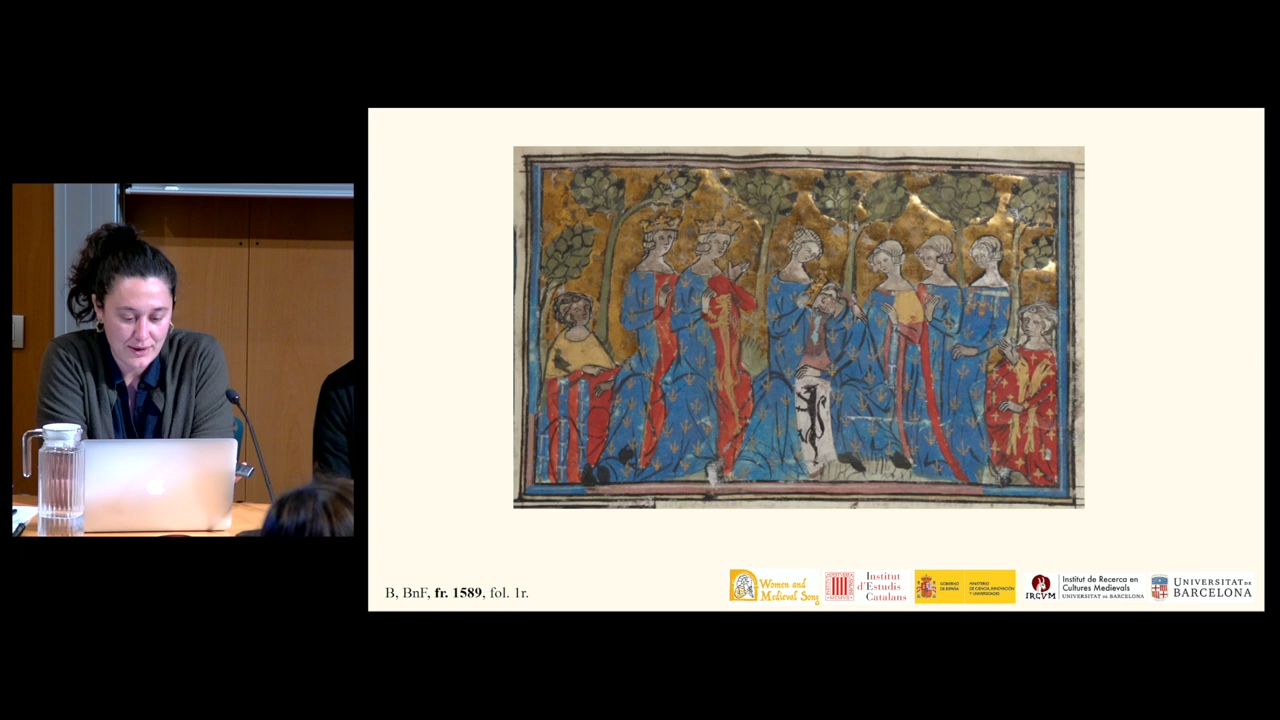 B, BnF, fr. 1589, fol. 1r.
Women and
Medieval Song
Institut
d'Estudis
Catalans
GOBIERNO
DE ESPAÑA
MINISTERIO
DE CIENCIA, INNOVACIÓN
Y UNIVERSIDADES
IRCVM
Institut de Recerca en
Cultures Medievals
UNIVERSITAT DE BARCELONA
UNIVERSITAT DE
BARCELONA